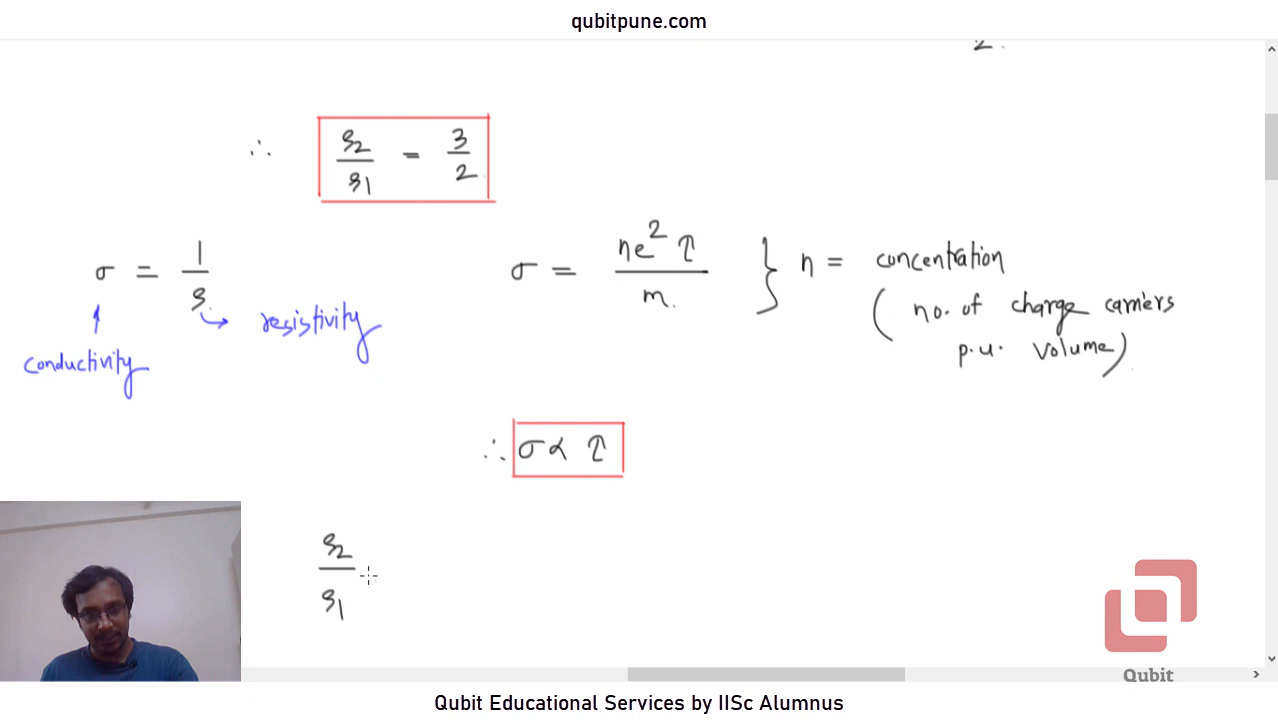 qubitpune.com
2.
∴ ρ2/ρ1 = 3/2
σ = 1/ρ
resistivity
conductivity
σ = ne²τ/m.
} n = concentration
( no. of charge carriers
p.u. volume)
∴ σ ∝ τ
ρ2/ρ1
Qubit
Qubit Educational Services by IISc Alumnus